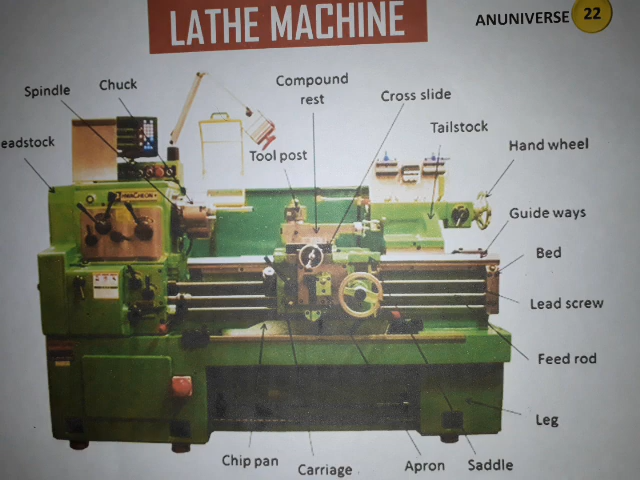 LATHE MACHINE
ANUNIVERSE 22
Spindle
Chuck
Compound
rest
Cross slide
Tailstock
Hand wheel
eadstock
Tool post
Guide ways
Bed
Lead screw
Feed rod
Leg
Chip pan
Carriage
Apron
Saddle